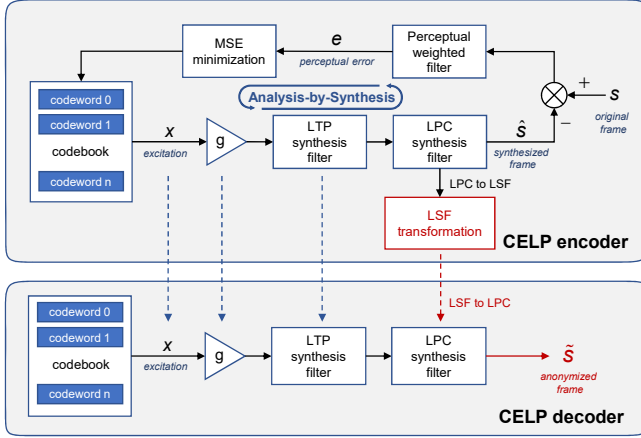 MSE
minimization
e
perceptual error
Perceptual
weighted
filter
Analysis-by-Synthesis
+
s
original
frame
−
codeword 0
codeword 1
codebook
codeword n
x
excitation
g
LTP
synthesis
filter
LPC
synthesis
filter
ŝ
synthesized
frame
LPC to LSF
LSF
transformation
CELP encoder
LSF to LPC
codeword 0
codeword 1
codebook
codeword n
x
excitation
g
LTP
synthesis
filter
LPC
synthesis
filter
s̃
anonymized
frame
CELP decoder